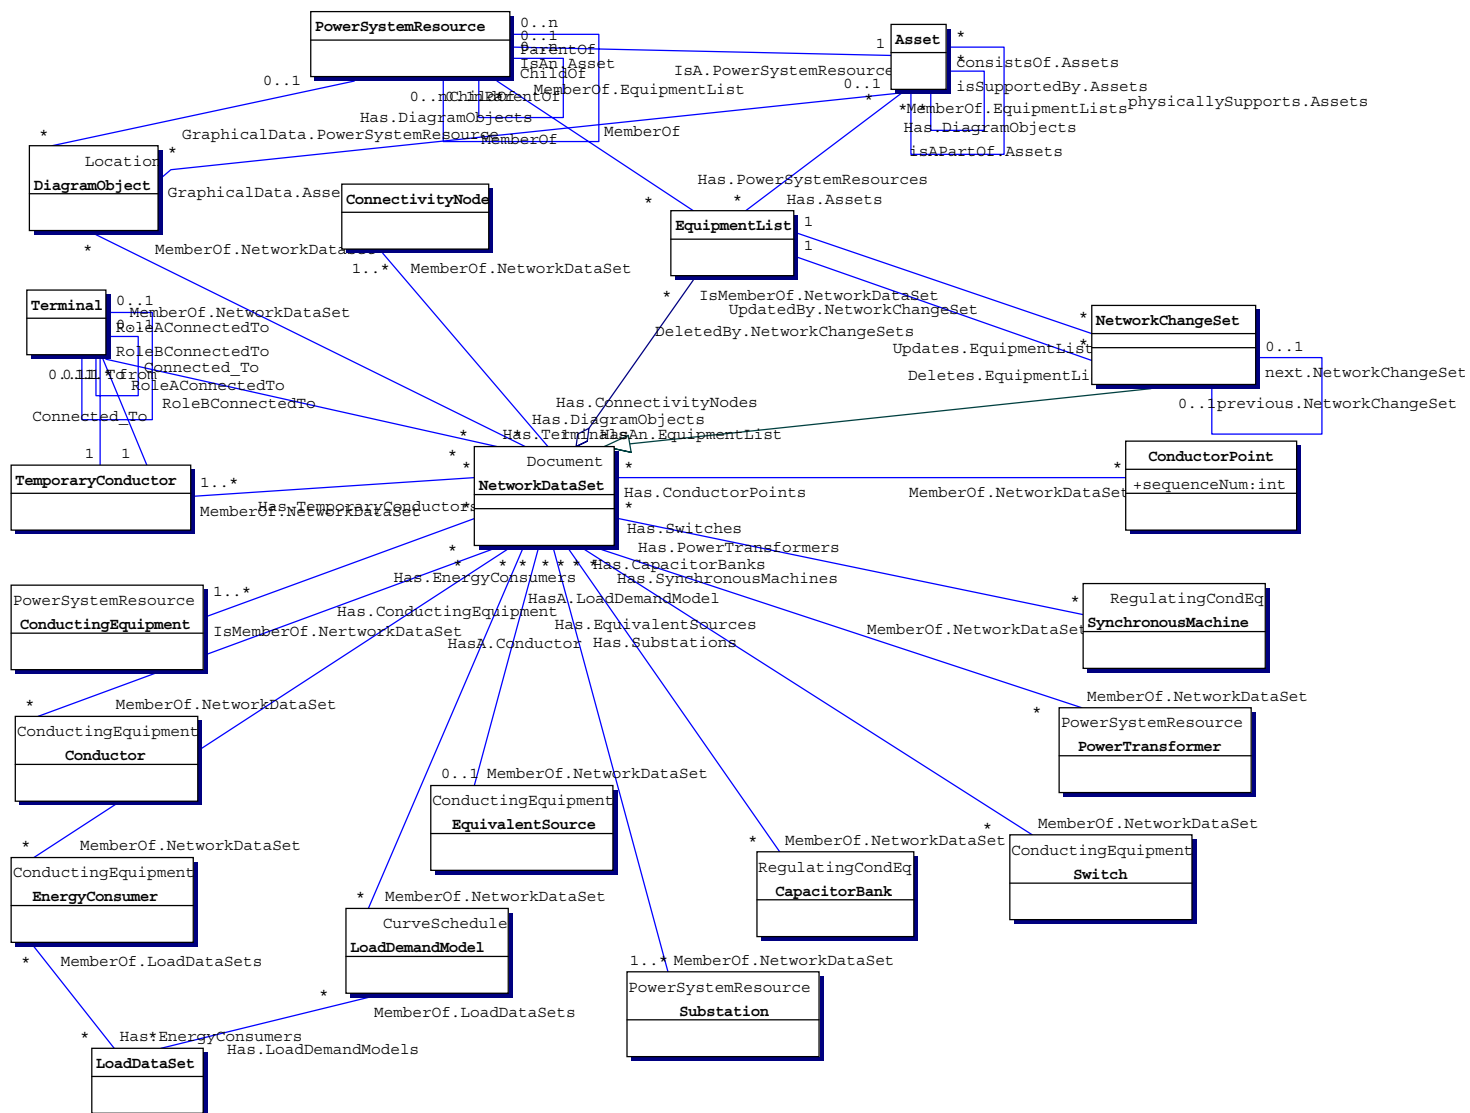 PowerSystemResource
0..n
0..1
ParentOf
IsAn.Asset
ChildOf
MemberOf.EquipmentList
IsA.PowerSystemResource
1
Asset
*
consistsOf.Assets
*
isSupportedBy.Assets
physicallySupports.Assets
0..1
0..1
*
**MemberOf.EquipmentLists
Has.DiagramObjects
isAPartOf.Assets
0..n
ParentOf
Has.DiagramObjects
MemberOf
MemberOf
*
GraphicalData.PowerSystemResource
*
Location
DiagramObject
GraphicalData.Asse
ConnectivityNode
Has.PowerSystemResources
*
*
Has.Assets
EquipmentList
1
1
*
MemberOf.NetworkDataSet
1..*
MemberOf.NetworkDataSet
*
IsMemberOf.NetworkDataSet
UpdatedBy.NetworkChangeSet
DeletedBy.NetworkChangeSets
*
*
Updates.EquipmentList
Deletes.EquipmentLi
NetworkChangeSet
0..1
next.NetworkChangeSet
0..1
previous.NetworkChangeSet
Terminal
0..1
MemberOf.NetworkDataSet
0..1
RoleAConnectedTo
RoleBConnectedTo
Connected_To
RoleAConnectedTo
RoleBConnectedTo
Connected_To
1
1
Has.ConnectivityNodes
Has.DiagramObjects
Has.Terminals
HasAn.EquipmentList
*
*
*
TemporaryConductor
1..*
MemberOf.NetworkDataSet
Has.TemporaryConductors
*
Document
NetworkDataSet
*
Has.ConductorPoints
*
MemberOf.NetworkDataSet
ConductorPoint
+sequenceNum:int
*
Has.Switches
Has.PowerTransformers
Has.CapacitorBanks
Has.SynchronousMachines
*
*
*
*
*
*
*
*
Has.EnergyConsumers
HasA.LoadDemandModel
Has.ConductingEquipment
Has.EquivalentSources
HasA.Conductor
Has.Substations
PowerSystemResource
ConductingEquipment
1..*
IsMemberOf.NertworkDataSet
*
MemberOf.NetworkDataSet
RegulatingCondEq
SynchronousMachine
*
MemberOf.NetworkDataSet
ConductingEquipment
Conductor
*
MemberOf.NetworkDataSet
PowerSystemResource
PowerTransformer
0..1
MemberOf.NetworkDataSet
ConductingEquipment
EquivalentSource
*
MemberOf.NetworkDataSet
ConductingEquipment
EnergyConsumer
*
MemberOf.NetworkDataSet
RegulatingCondEq
CapacitorBank
*
MemberOf.NetworkDataSet
ConductingEquipment
Switch
*
MemberOf.NetworkDataSet
CurveSchedule
LoadDemandModel
*
MemberOf.LoadDataSets
1..*
MemberOf.NetworkDataSet
PowerSystemResource
Substation
*
MemberOf.LoadDataSets
*
Has.EnergyConsumers
*
Has.LoadDemandModels
LoadDataSet